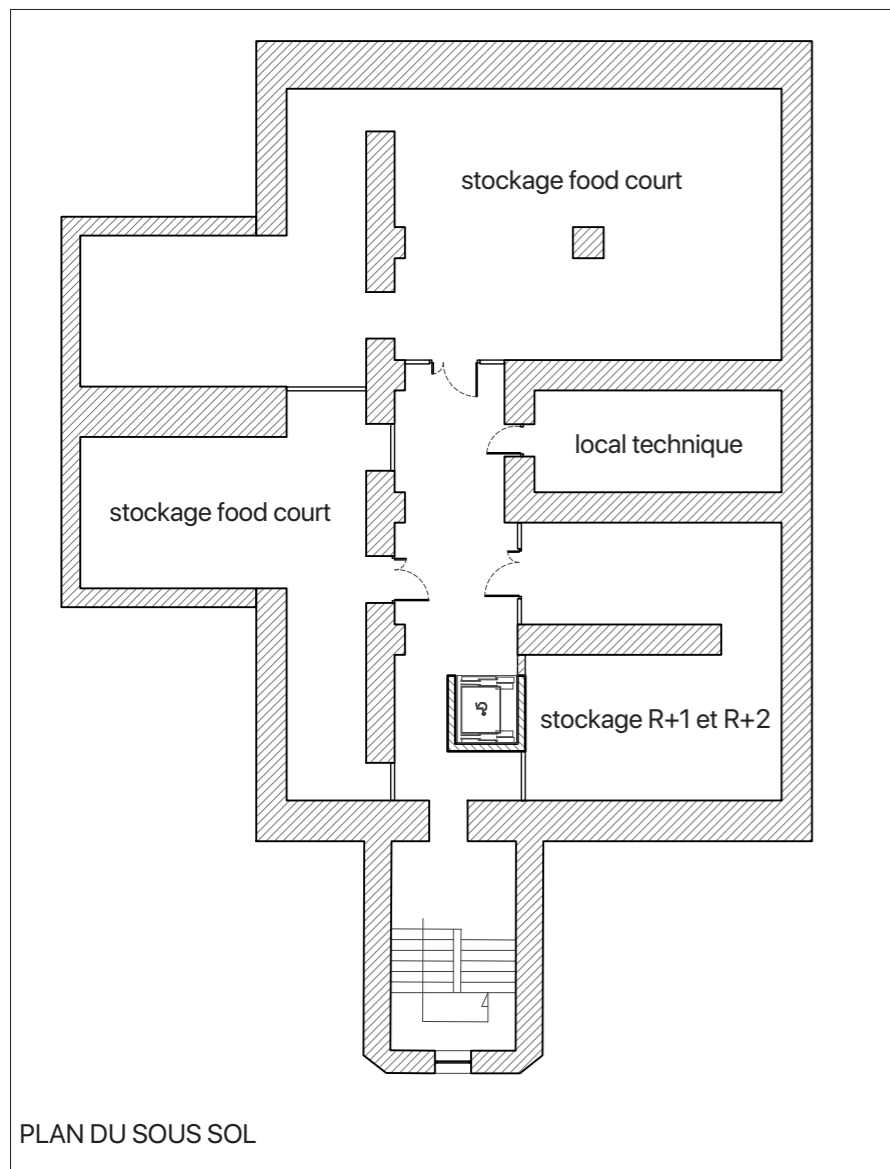 stockage food court
local technique
stockage food court
stockage R+1 et R+2
PLAN DU SOUS SOL